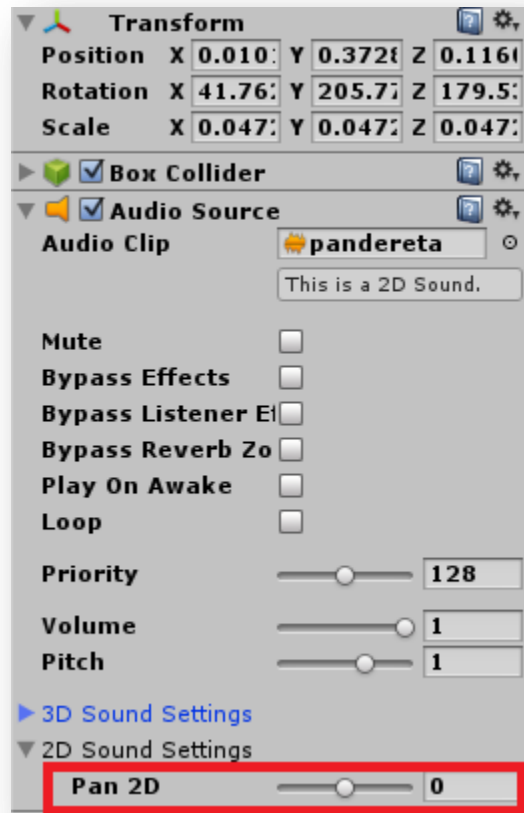 Transform
Position X 0.010 Y 0.3728 Z 0.116
Rotation X 41.76 Y 205.77 Z 179.5
Scale X 0.047 Y 0.047 Z 0.047
Box Collider
Audio Source
Audio Clip pandereta
This is a 2D Sound.
Mute
Bypass Effects
Bypass Listener Ef
Bypass Reverb Zo
Play On Awake
Loop
Priority 128
Volume 1
Pitch 1
3D Sound Settings
2D Sound Settings
Pan 2D 0